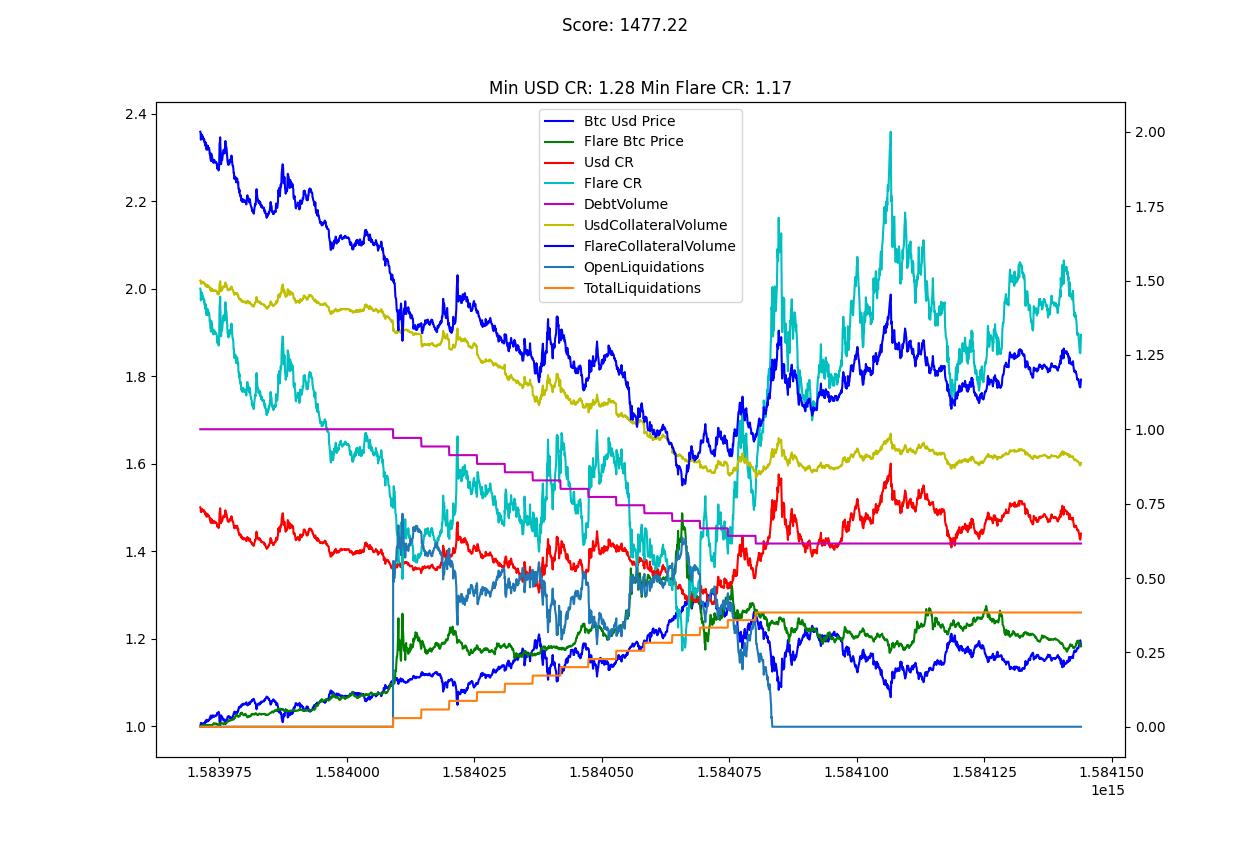 Score: 1477.22
Min USD CR: 1.28 Min Flare CR: 1.17
Btc Usd Price
Flare Btc Price
Usd CR
Flare CR
DebtVolume
UsdCollateralVolume
FlareCollateralVolume
OpenLiquidations
TotalLiquidations
2.4
2.2
2.0
1.8
1.6
1.4
1.2
1.0
2.00
1.75
1.50
1.25
1.00
0.75
0.50
0.25
0.00
1.583975 1.584000 1.584025 1.584050 1.584075 1.584100 1.584125 1.584150
1e15